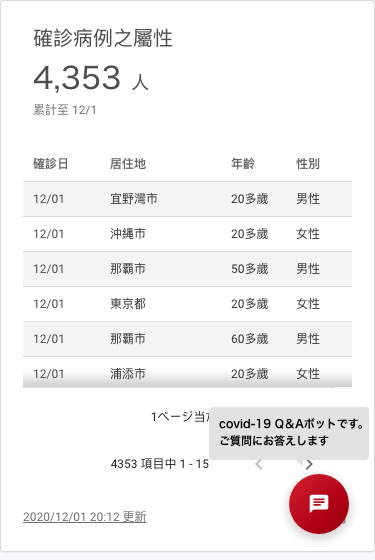 確診病例之屬性
4,353 人
累計至 12/1
確診日 居住地 年齡 性別
12/01 宜野灣市 20多歲 男性
12/01 沖繩市 20多歲 女性
12/01 那霸市 50多歲 男性
12/01 東京都 20多歲 女性
12/01 那霸市 60多歲 男性
12/01 浦添市 20多歲 女性
1ページ当
covid-19 Q&Aボットです。
ご質問にお答えします
4353 項目中 1 - 15
2020/12/01 20:12 更新